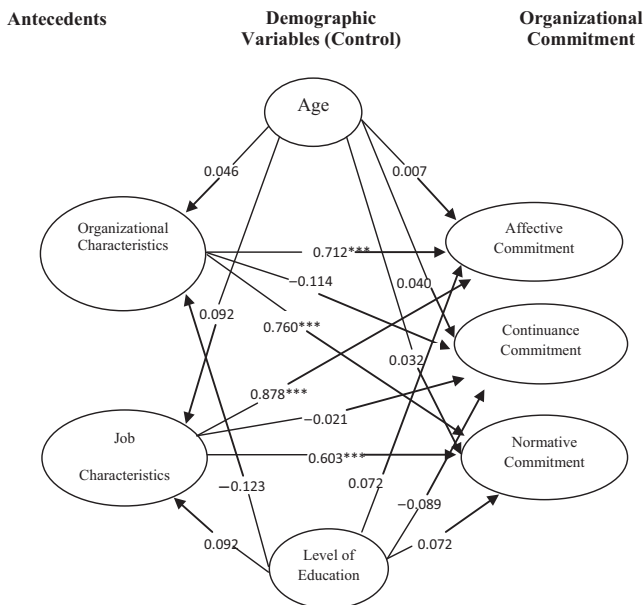 Antecedents
Demographic
Variables (Control)
Organizational
Commitment
Age
0.046
0.007
Organizational
Characteristics
Affective
Commitment
0.712***
−0.114
0.040
0.092
0.760***
Continuance
Commitment
0.032
0.878***
−0.021
Job
Characteristics
Normative
Commitment
0.603***
−0.123
0.072
−0.089
0.092
0.072
Level of
Education